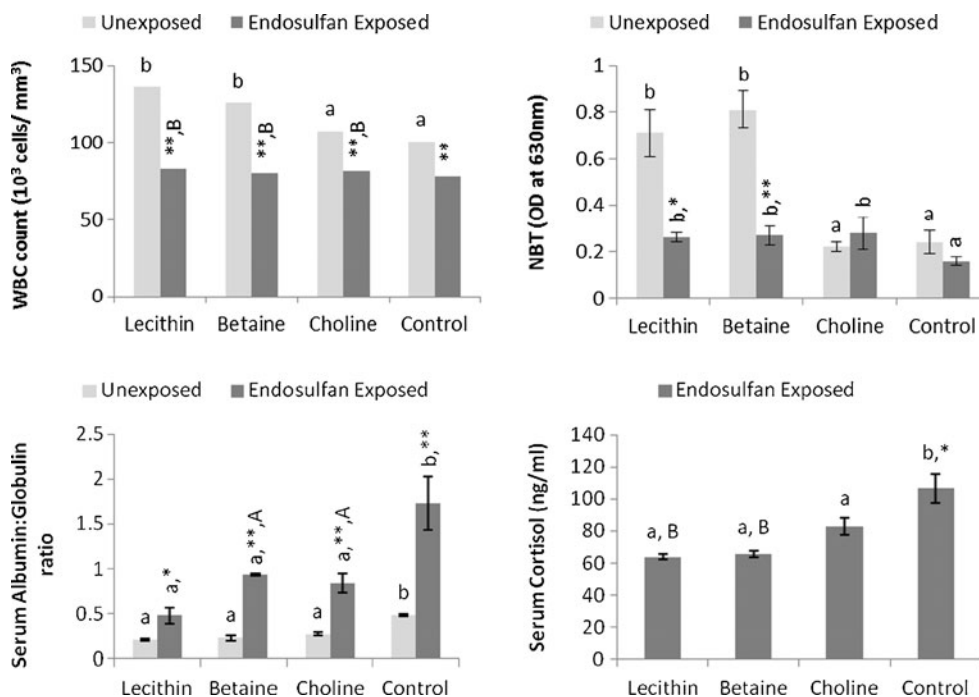 Unexposed Endosulfan Exposed
WBC count (10³ cells/ mm³)
150
100
50
0
b
**,B
b
**,B
a
**,B
a
**
Lecithin Betaine Choline Control
Unexposed Endosulfan Exposed
NBT (OD at 630nm)
1
0.8
0.6
0.4
0.2
0
b
b,*
b
b,**
a
b
a
a
Lecithin Betaine Choline Control
Unexposed Endosulfan Exposed
Serum Albumin:Globulin
ratio
2.5
2
1.5
1
0.5
0
a
a,*
a
a,**,A
a
a,**,A
b
b,**
Lecithin Betaine Choline Control
Endosulfan Exposed
Serum Cortisol (ng/ml)
140
120
100
80
60
40
20
0
a, B
a, B
a
b,*
Lecithin Betaine Choline Control